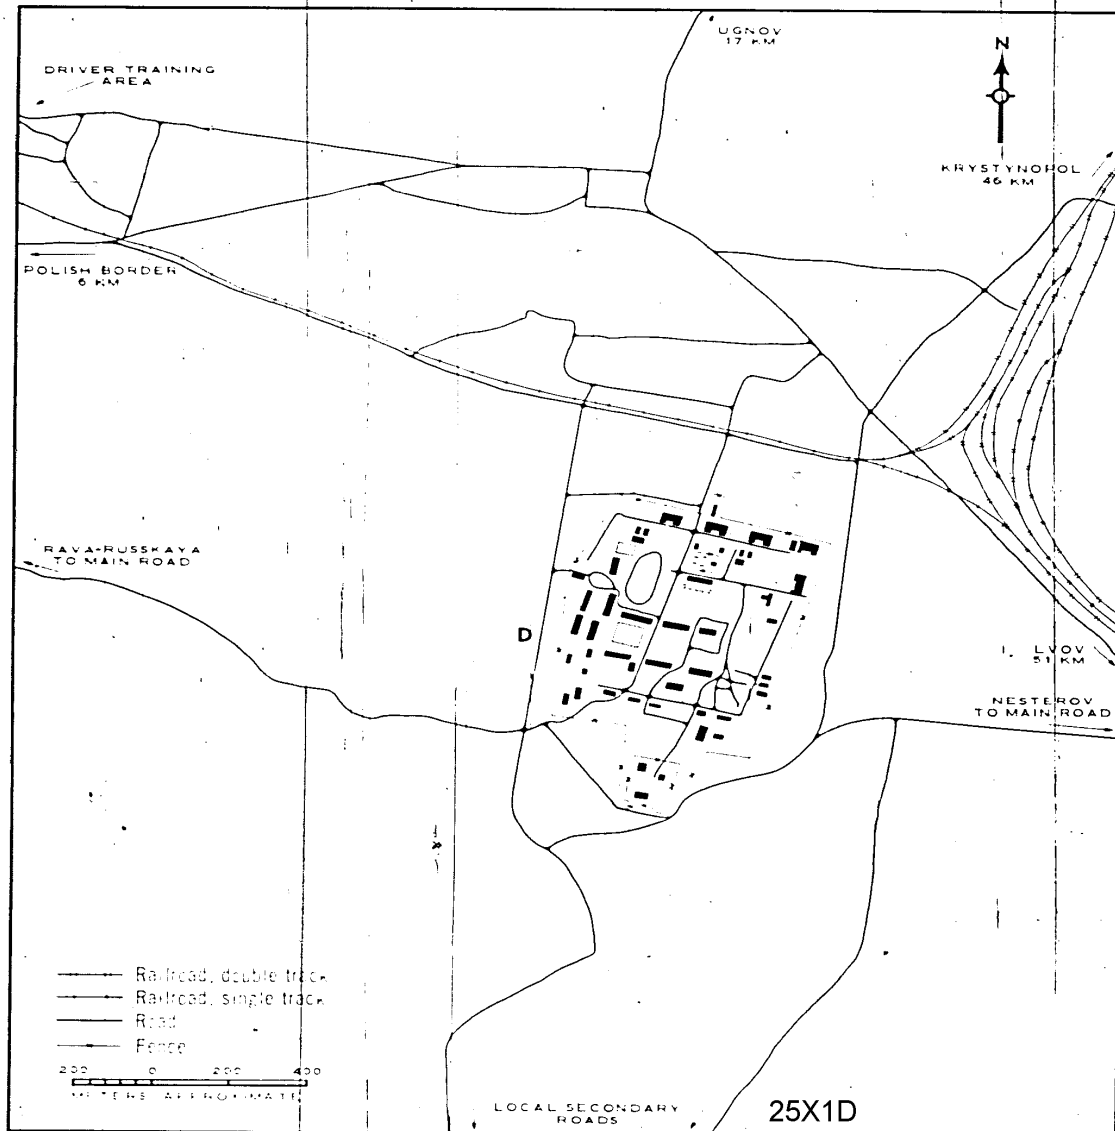 UGNOV
17 KM
N
DRIVER TRAINING
AREA
KRYSTYNOPOL
46 KM
POLISH BORDER
6 KM
RAVA-RUSSKAYA
TO MAIN ROAD
D
LVOV
51 KM
NESTEROV
TO MAIN ROAD
Railroad, double track
Railroad, single track
Road
Fence
200 0 200 400
METERS APPROXIMATE
LOCAL SECONDARY
ROADS
25X1D